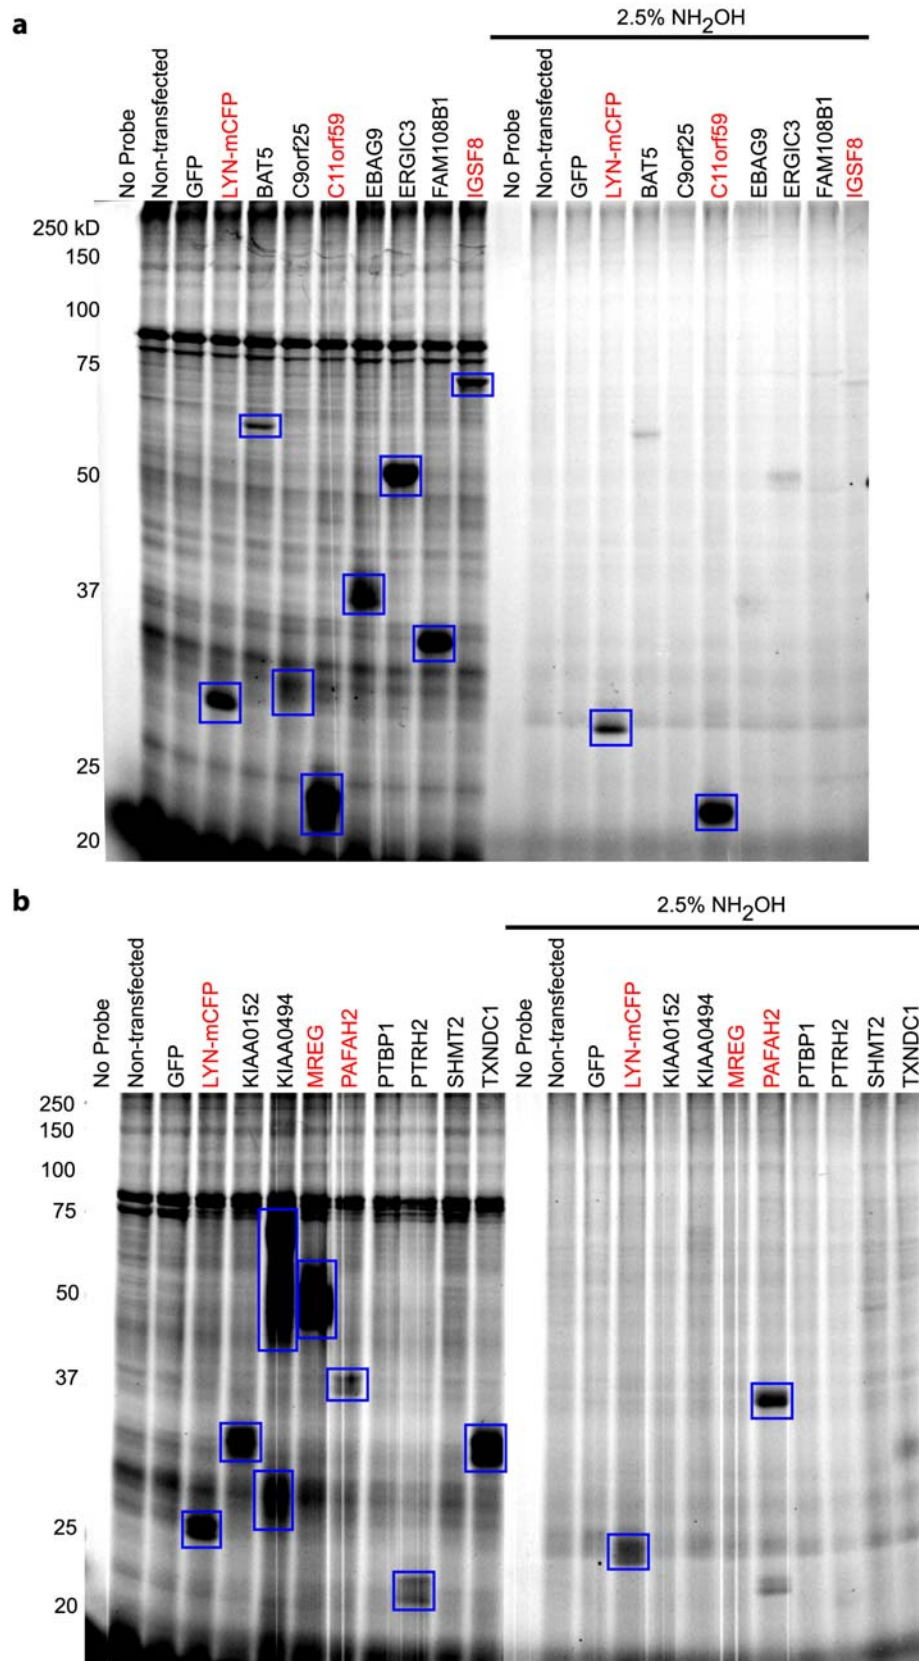 a
2.5% NH2OH
No Probe
Non-transfected
GFP
LYN-mCFP
BAT5
C9orf25
C11orf59
EBAG9
ERGIC3
FAM108B1
IGSF8
No Probe
Non-transfected
GFP
LYN-mCFP
BAT5
C9orf25
C11orf59
EBAG9
ERGIC3
FAM108B1
IGSF8
250 kD
150
100
75
50
37
25
20
b
2.5% NH2OH
No Probe
Non-transfected
GFP
LYN-mCFP
KIAA0152
KIAA0494
MREG
PAFAH2
PTBP1
PTRH2
SHMT2
TXNDC1
No Probe
Non-transfected
GFP
LYN-mCFP
KIAA0152
KIAA0494
MREG
PAFAH2
PTBP1
PTRH2
SHMT2
TXNDC1
250
150
100
75
50
37
25
20